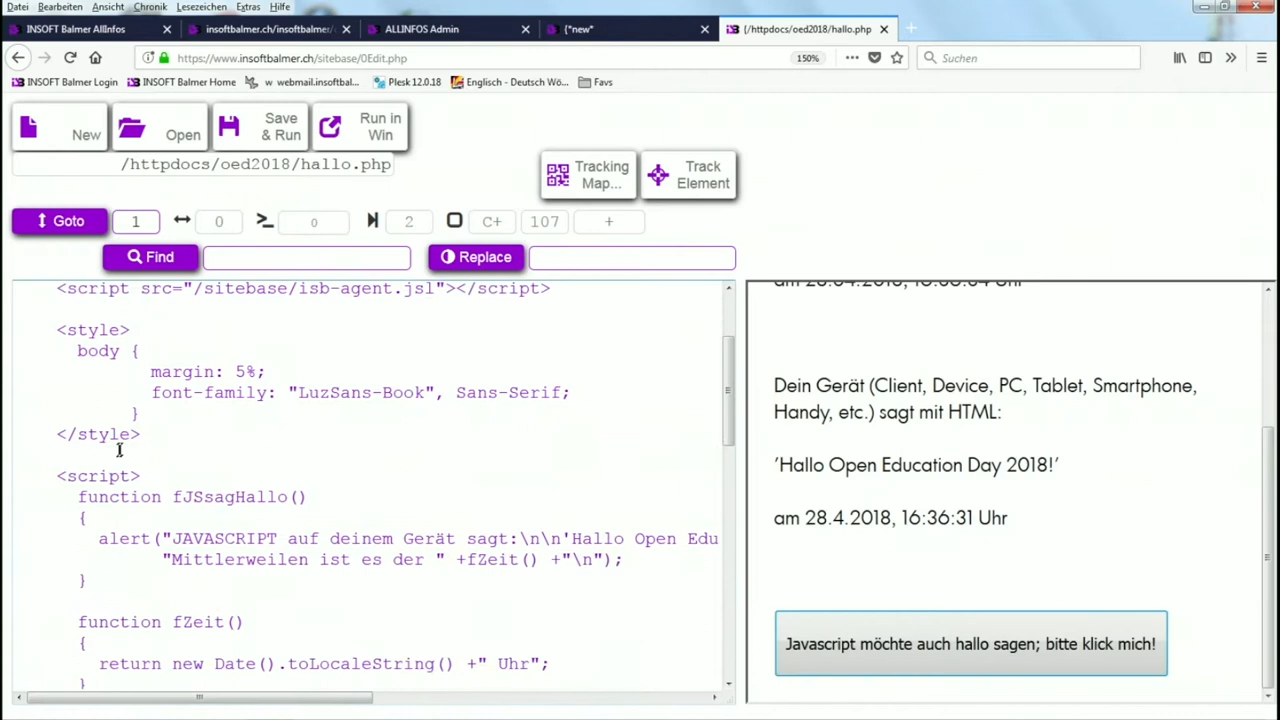 Datei Bearbeiten Ansicht Chronik Lesezeichen Extras Hilfe
INSOFT Balmer AllInfos
insoftbalmer.ch/insoftbalmer/
ALLINFOS Admin
{*new*
{/httpdocs/oed2018/hallo.php
https://www.insoftbalmer.ch/sitebase/0Edit.php
150%
Suchen
INSOFT Balmer Login
INSOFT Balmer Home
w webmail.insoftbal...
Plesk 12.0.18
Englisch - Deutsch Wö...
Favs
New
Open
Save & Run
Run in Win
/httpdocs/oed2018/hallo.php
Tracking Map...
Track Element
Goto 1 0 0 2 C+ 107 +
Find
Replace
<script src="/sitebase/isb-agent.jsl"></script>
<style>
body {
margin: 5%;
font-family: "LuzSans-Book", Sans-Serif;
}
</style>
<script>
function fJSsagHallo()
{
alert("JAVASCRIPT auf deinem Gerät sagt:\n\n'Hallo Open Edu
"Mittlerweilen ist es der " +fZeit() +"\n");
}
function fZeit()
{
return new Date().toLocaleString() +" Uhr";
}
Dein Gerät (Client, Device, PC, Tablet, Smartphone,
Handy, etc.) sagt mit HTML:
'Hallo Open Education Day 2018!'
am 28.4.2018, 16:36:31 Uhr
Javascript möchte auch hallo sagen; bitte klick mich!